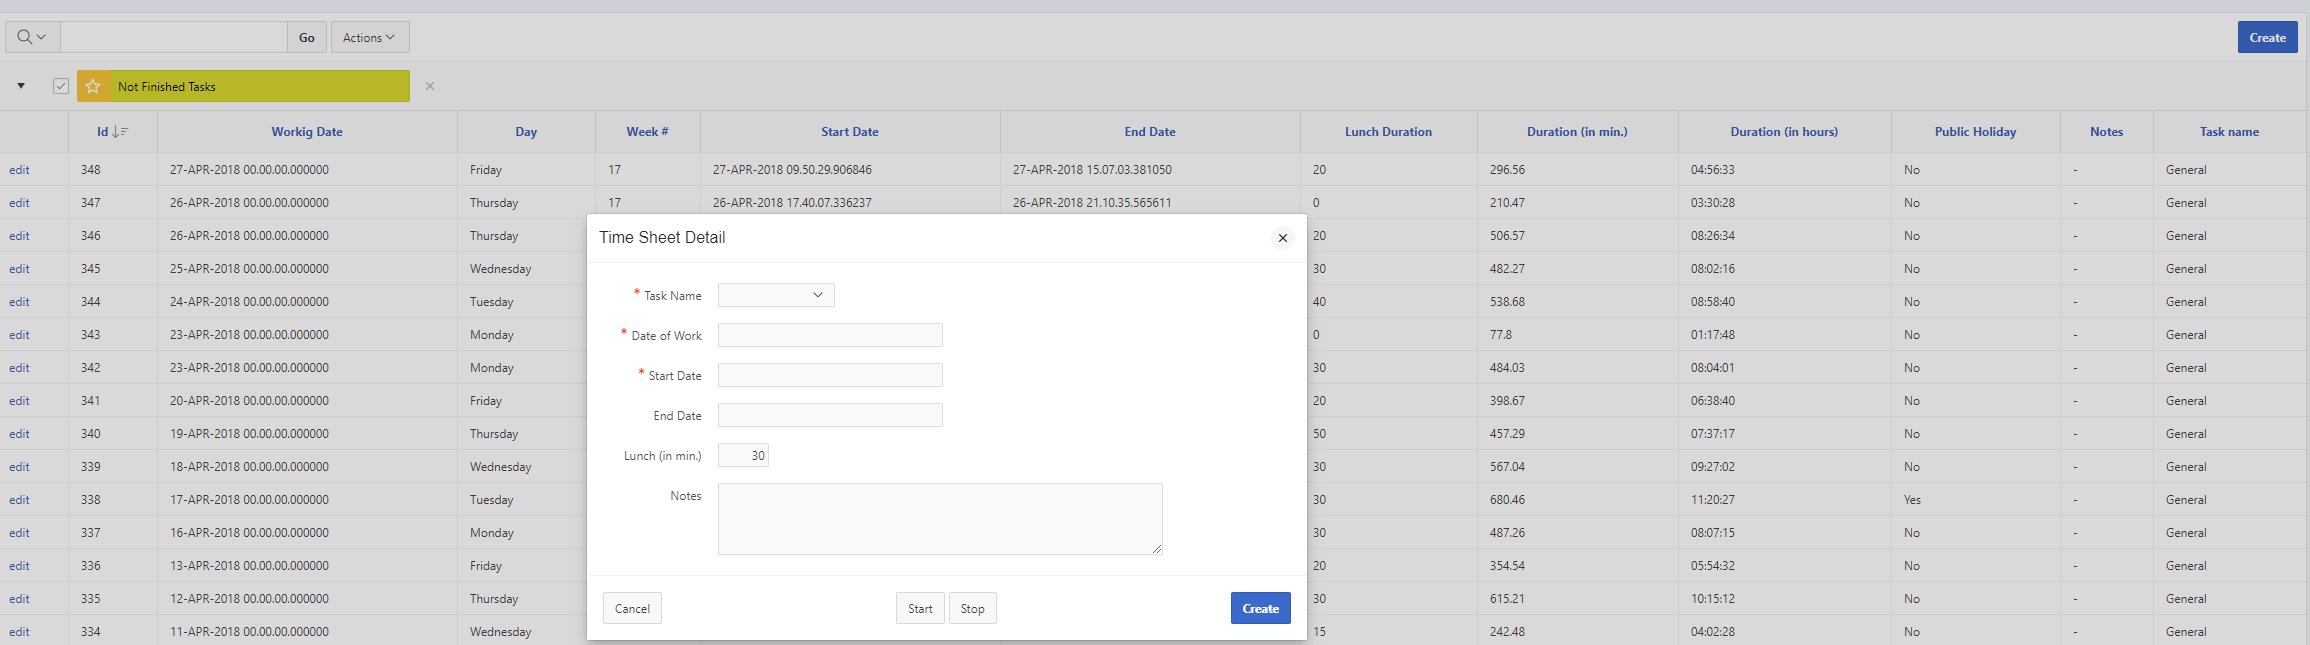 Go Actions Create
Not Finished Tasks
Id Workig Date Day Week # Start Date End Date Lunch Duration Duration (in min.) Duration (in hours) Public Holiday Notes Task name
edit 348 27-APR-2018 00.00.00.000000 Friday 17 27-APR-2018 09.50.29.906846 27-APR-2018 15.07.03.381050 20 296.56 04:56:33 No - General
edit 347 26-APR-2018 00.00.00.000000 Thursday 17 26-APR-2018 17.40.07.336237 26-APR-2018 21.10.35.565611 0 210.47 03:30:28 No - General
edit 346 26-APR-2018 00.00.00.000000 Thursday 20 506.57 08:26:34 No - General
edit 345 25-APR-2018 00.00.00.000000 Wednesday 30 482.27 08:02:16 No - General
edit 344 24-APR-2018 00.00.00.000000 Tuesday 40 538.68 08:58:40 No - General
edit 343 23-APR-2018 00.00.00.000000 Monday 0 77.8 01:17:48 No - General
edit 342 23-APR-2018 00.00.00.000000 Monday 30 484.03 08:04:01 No - General
edit 341 20-APR-2018 00.00.00.000000 Friday 20 398.67 06:38:40 No - General
edit 340 19-APR-2018 00.00.00.000000 Thursday 50 457.29 07:37:17 No - General
edit 339 18-APR-2018 00.00.00.000000 Wednesday 30 567.04 09:27:02 No - General
edit 338 17-APR-2018 00.00.00.000000 Tuesday 30 680.46 11:20:27 Yes - General
edit 337 16-APR-2018 00.00.00.000000 Monday 30 487.26 08:07:15 No - General
edit 336 13-APR-2018 00.00.00.000000 Friday 20 354.54 05:54:32 No - General
edit 335 12-APR-2018 00.00.00.000000 Thursday 30 615.21 10:15:12 No - General
edit 334 11-APR-2018 00.00.00.000000 Wednesday 15 242.48 04:02:28 No - General
Time Sheet Detail
* Task Name
* Date of Work
* Start Date
End Date
Lunch (in min.) 30
Notes
Cancel Start Stop Create